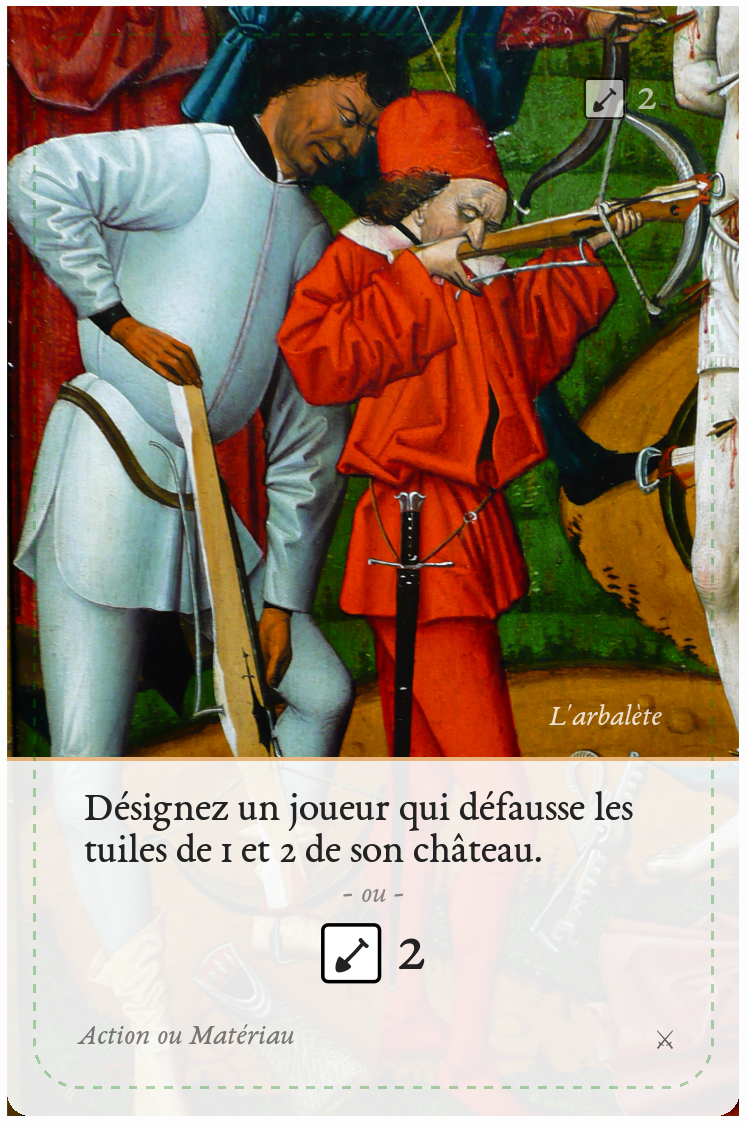 2
L'arbalète
Désignez un joueur qui défausse les
tuiles de 1 et 2 de son château.
- ou -
2
Action ou Matériau